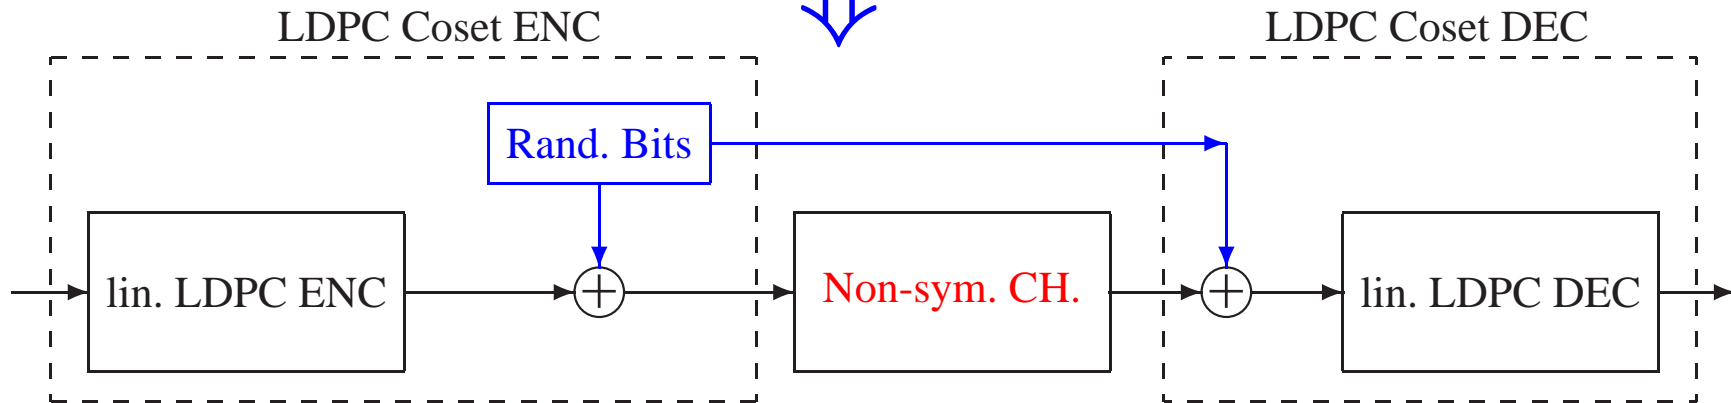 LDPC Coset ENC
LDPC Coset DEC
Rand. Bits
lin. LDPC ENC
Non-sym. CH.
lin. LDPC DEC